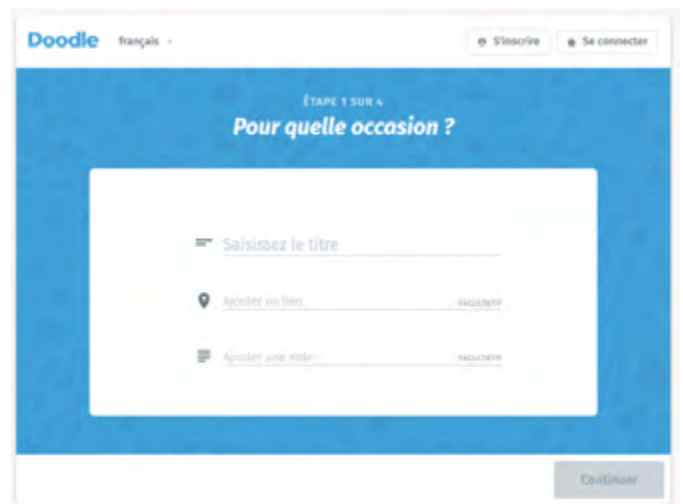 Doodle français
S'inscrire Se connecter
ÉTAPE 1 SUR 4
Pour quelle occasion ?
Saisissez le titre
Ajouter un lieu FACULTATIF
Ajouter une note FACULTATIF
Continuer